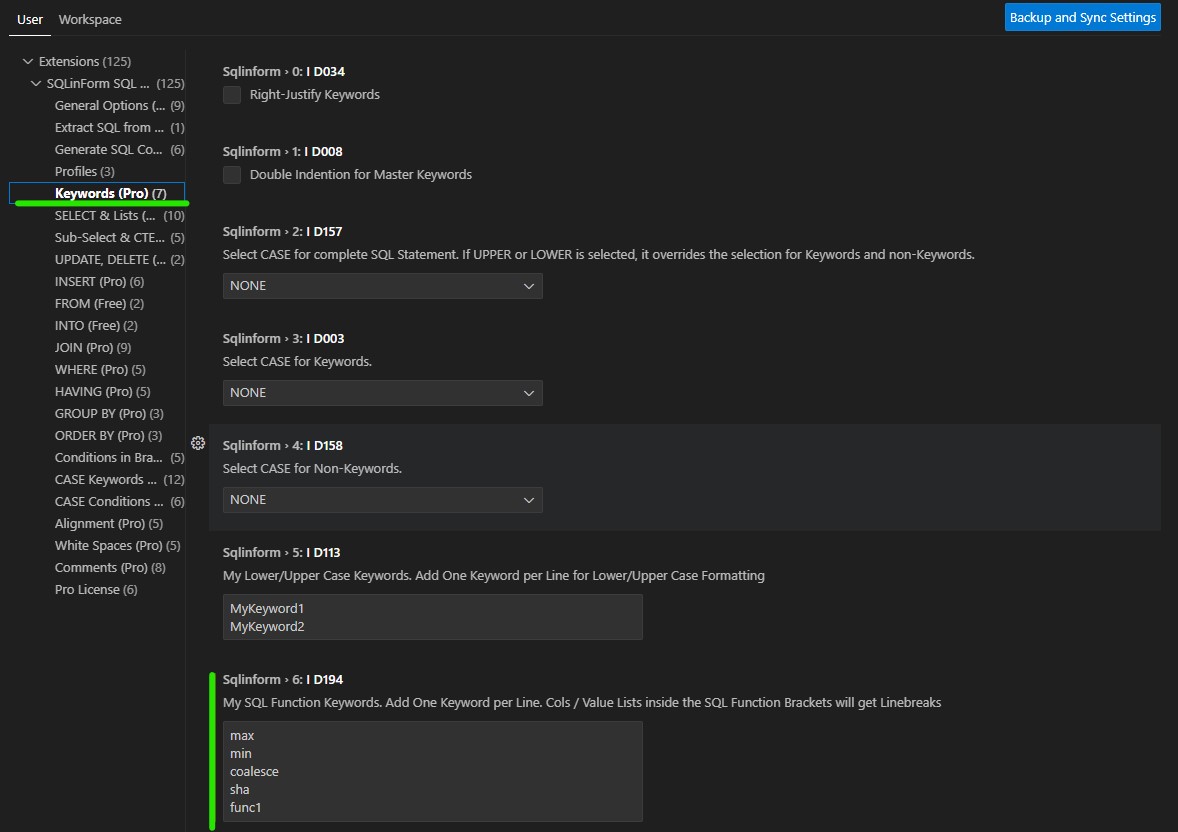 User Workspace
Backup and Sync Settings
Extensions (125)
SQLinForm SQL ... (125)
General Options (... (9)
Extract SQL from ... (1)
Generate SQL Co... (6)
Profiles (3)
Keywords (Pro) (7)
SELECT & Lists (... (10)
Sub-Select & CTE... (5)
UPDATE, DELETE (... (2)
INSERT (Pro) (6)
FROM (Free) (2)
INTO (Free) (2)
JOIN (Pro) (9)
WHERE (Pro) (5)
HAVING (Pro) (5)
GROUP BY (Pro) (3)
ORDER BY (Pro) (3)
Conditions in Bra... (5)
CASE Keywords ... (12)
CASE Conditions ... (6)
Alignment (Pro) (5)
White Spaces (Pro) (5)
Comments (Pro) (8)
Pro License (6)
Sqlinform › 0: I D034
Right-Justify Keywords
Sqlinform › 1: I D008
Double Indention for Master Keywords
Sqlinform › 2: I D157
Select CASE for complete SQL Statement. If UPPER or LOWER is selected, it overrides the selection for Keywords and non-Keywords.
NONE
Sqlinform › 3: I D003
Select CASE for Keywords.
NONE
Sqlinform › 4: I D158
Select CASE for Non-Keywords.
NONE
Sqlinform › 5: I D113
My Lower/Upper Case Keywords. Add One Keyword per Line for Lower/Upper Case Formatting
MyKeyword1
MyKeyword2
Sqlinform › 6: I D194
My SQL Function Keywords. Add One Keyword per Line. Cols / Value Lists inside the SQL Function Brackets will get Linebreaks
max
min
coalesce
sha
func1